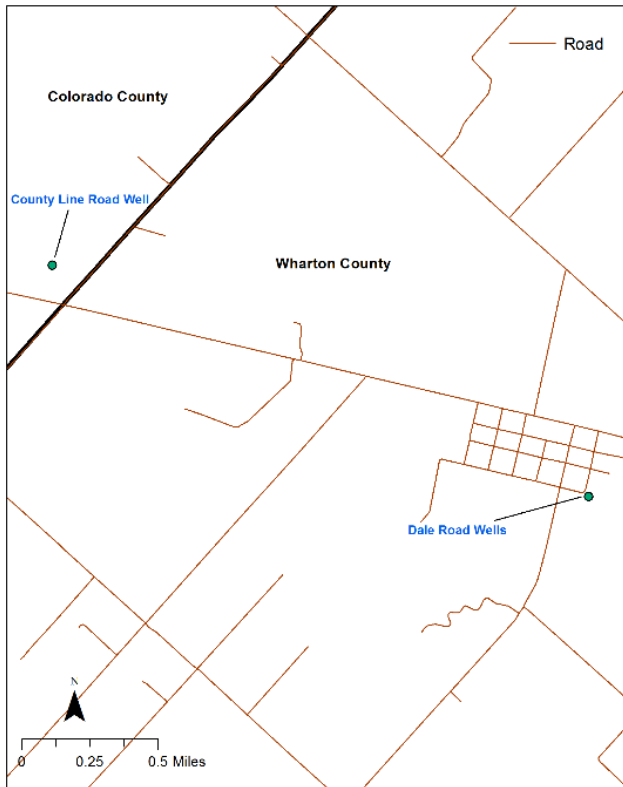 Road
Colorado County
County Line Road Well
Wharton County
Dale Road Wells
N
0 0.25 0.5 Miles